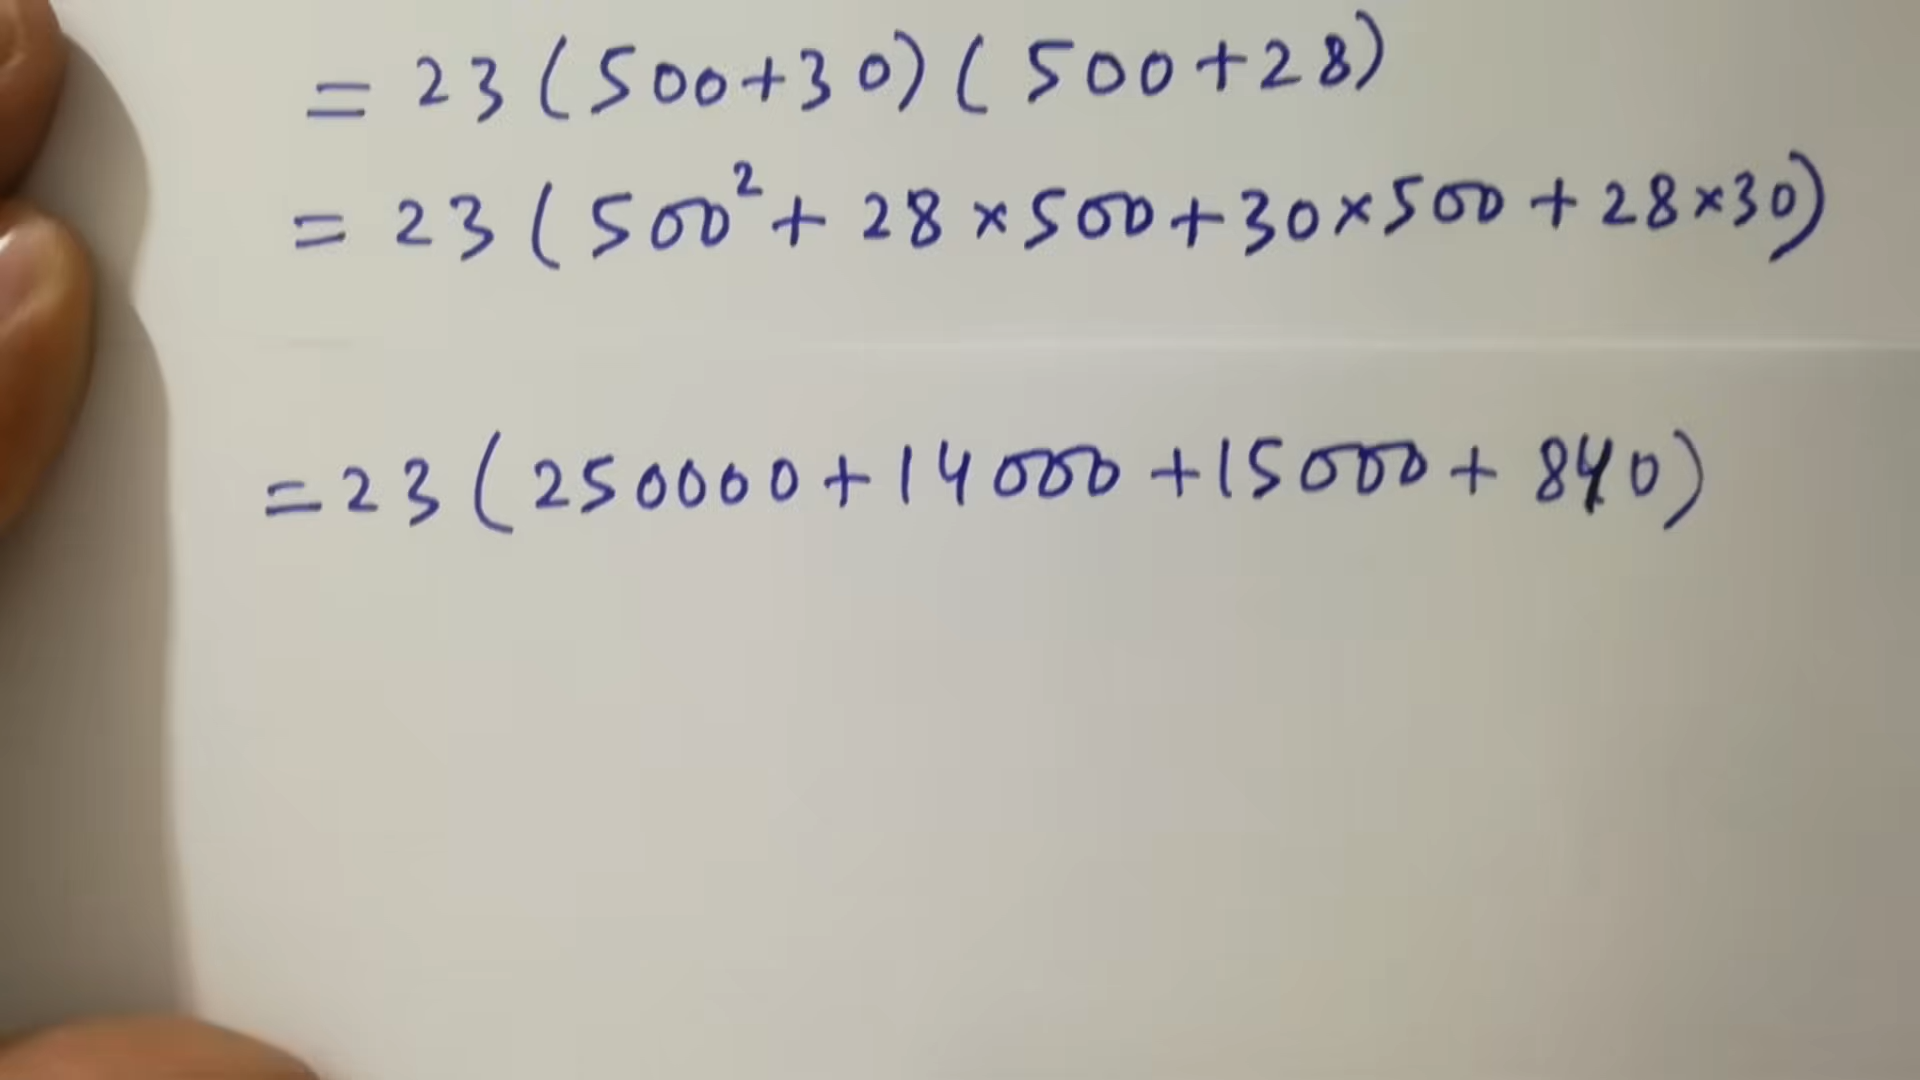 = 23 (500+30) (500+28)
= 23 (500² + 28 × 500 + 30 × 500 + 28 × 30)
= 23 (250000 + 14000 + 15000 + 840)